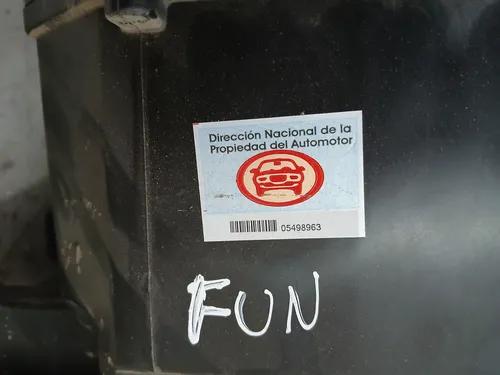 Dirección Nacional de la
Propiedad del Automotor
05498963
FUN